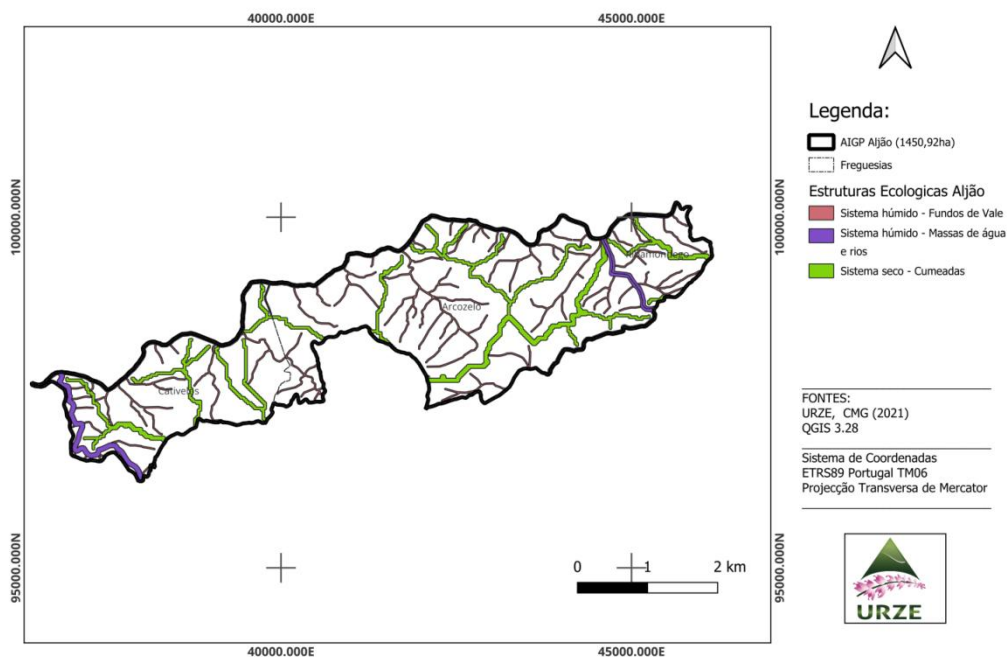 40000.000E 45000.000E
100000.000N 100000.000N
Legenda:
AIGP Aljão (1450,92ha)
Freguesias
Estruturas Ecologicas Aljão
Sistema húmido - Fundos de Vale
Sistema húmido - Massas de água
e rios
Sistema seco - Cumeadas
Arcozelo
Cativelos
FONTES:
URZE, CMG (2021)
QGIS 3.28
Sistema de Coordenadas
ETRS89 Portugal TM06
Projecção Transversa de Mercator
95000.000N 95000.000N
0 1 2 km
URZE
40000.000E 45000.000E